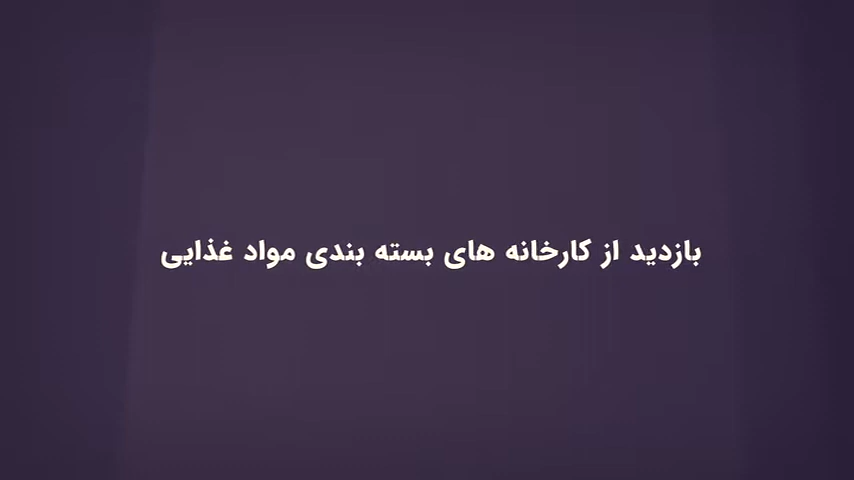 بازدید از کارخانه های بسته بندی مواد غذایی